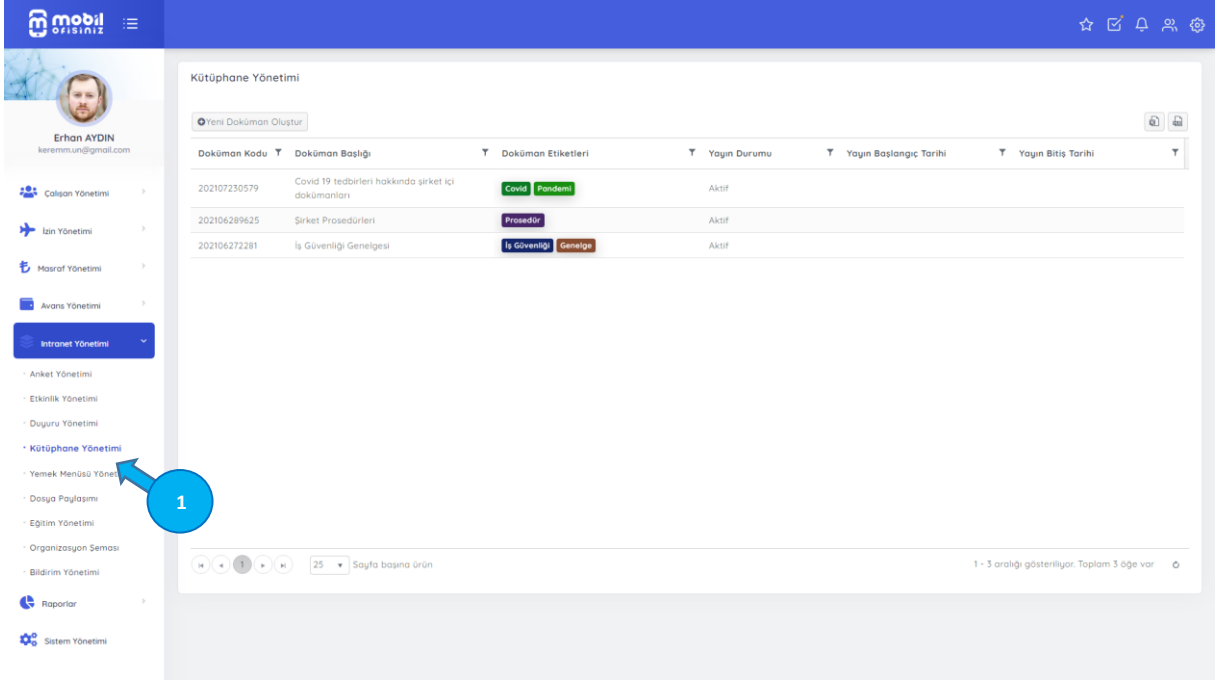 mobil
ofisiniz
Erhan AYDIN
keremm.un@gmail.com
Çalışan Yönetimi
İzin Yönetimi
Masraf Yönetimi
Avans Yönetimi
Intranet Yönetimi
Anket Yönetimi
Etkinlik Yönetimi
Duyuru Yönetimi
Kütüphane Yönetimi
Yemek Menüsü Yönet
Dosya Paylaşımı
Eğitim Yönetimi
Organizasyon Şeması
Bildirim Yönetimi
Raporlar
Sistem Yönetimi
1
Kütüphane Yönetimi
Yeni Doküman Oluştur
Doküman Kodu Doküman Başlığı Doküman Etiketleri Yayın Durumu Yayın Başlangıç Tarihi Yayın Bitiş Tarihi
202107230579 Covid 19 tedbirleri hakkında şirket içi dokümanları Covid Pandemi Aktif
202106289625 Şirket Prosedürleri Prosedür Aktif
202106272281 İş Güvenliği Genelgesi İş Güvenliği Genelge Aktif
1 25 Sayfa başına ürün 1 - 3 aralığı gösteriliyor. Toplam 3 öğe var